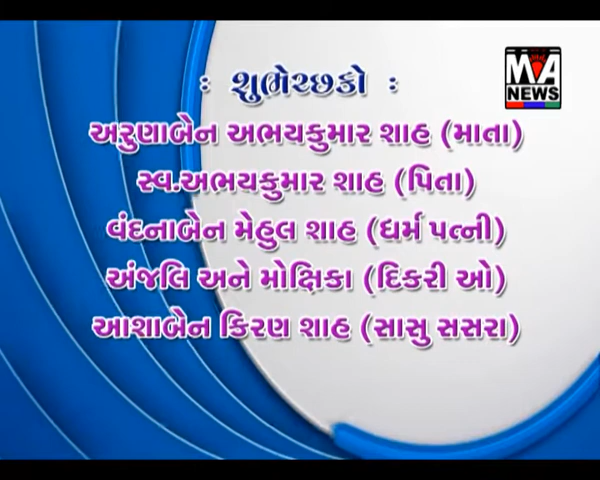 : શુભેચ્છકો :
MA NEWS
અરુણાબેન અભયકુમાર શાહ (માતા)
સ્વ.અભયકુમાર શાહ (પિતા)
વંદનાબેન મેહુલ શાહ (ધર્મ પત્ની)
અંજલિ અને મોક્ષિકા (દિકરી ઓ)
આશાબેન કિરણ શાહ (સાસુ સસરા)